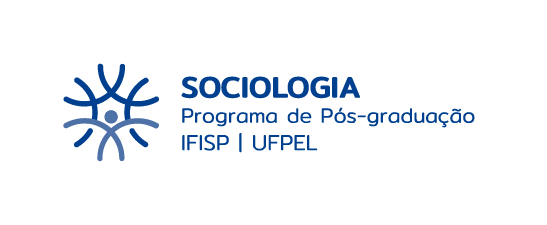 SOCIOLOGIA
Programa de Pós-graduação
IFISP | UFPEL